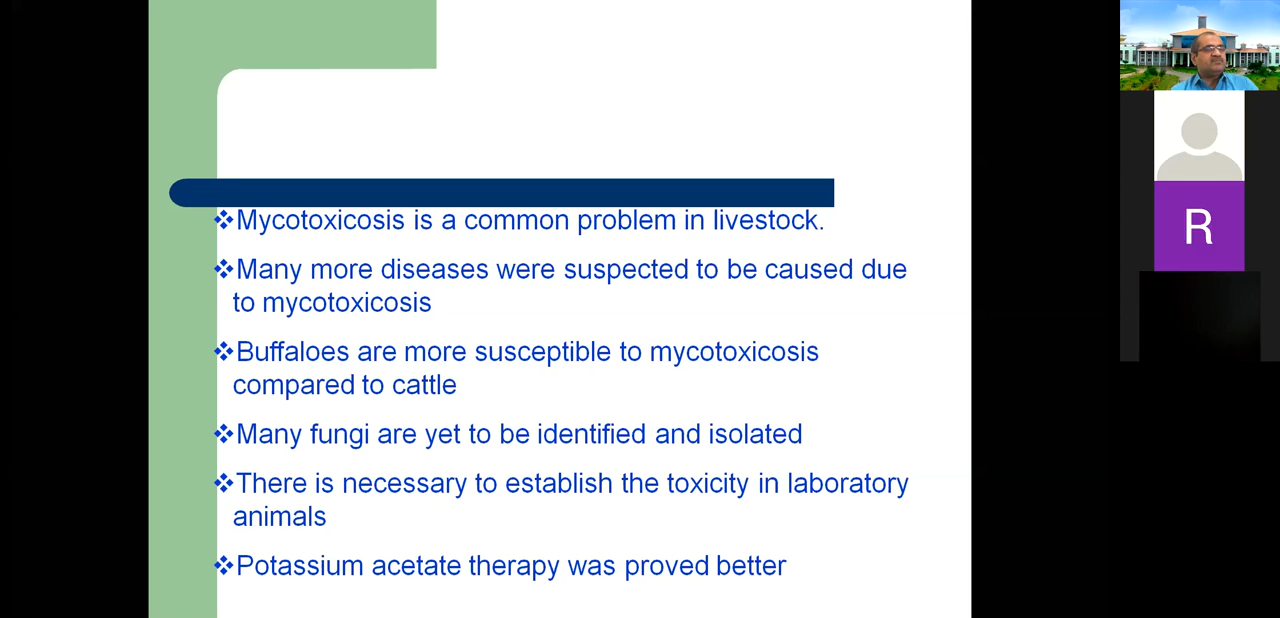 ❖Mycotoxicosis is a common problem in livestock.
❖Many more diseases were suspected to be caused due
to mycotoxicosis
❖Buffaloes are more susceptible to mycotoxicosis
compared to cattle
❖Many fungi are yet to be identified and isolated
❖There is necessary to establish the toxicity in laboratory
animals
❖Potassium acetate therapy was proved better
R